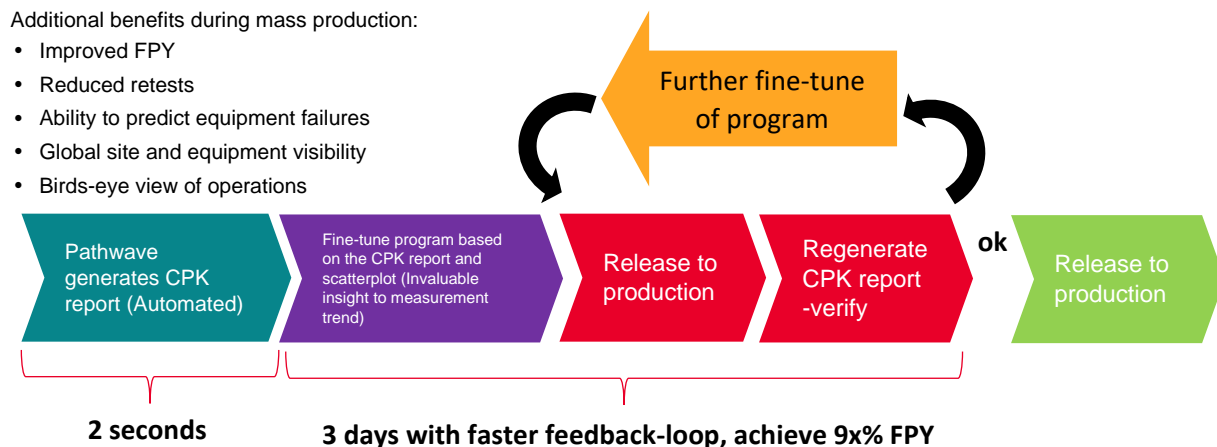 Additional benefits during mass production:
• Improved FPY
• Reduced retests
• Ability to predict equipment failures
• Global site and equipment visibility
• Birds-eye view of operations
Further fine-tune
of program
Pathwave
generates CPK
report (Automated)
Fine-tune program based
on the CPK report and
scatterplot (Invaluable
insight to measurement
trend)
Release to
production
Regenerate
CPK report
-verify
ok
Release to
production
2 seconds
3 days with faster feedback-loop, achieve 9x% FPY